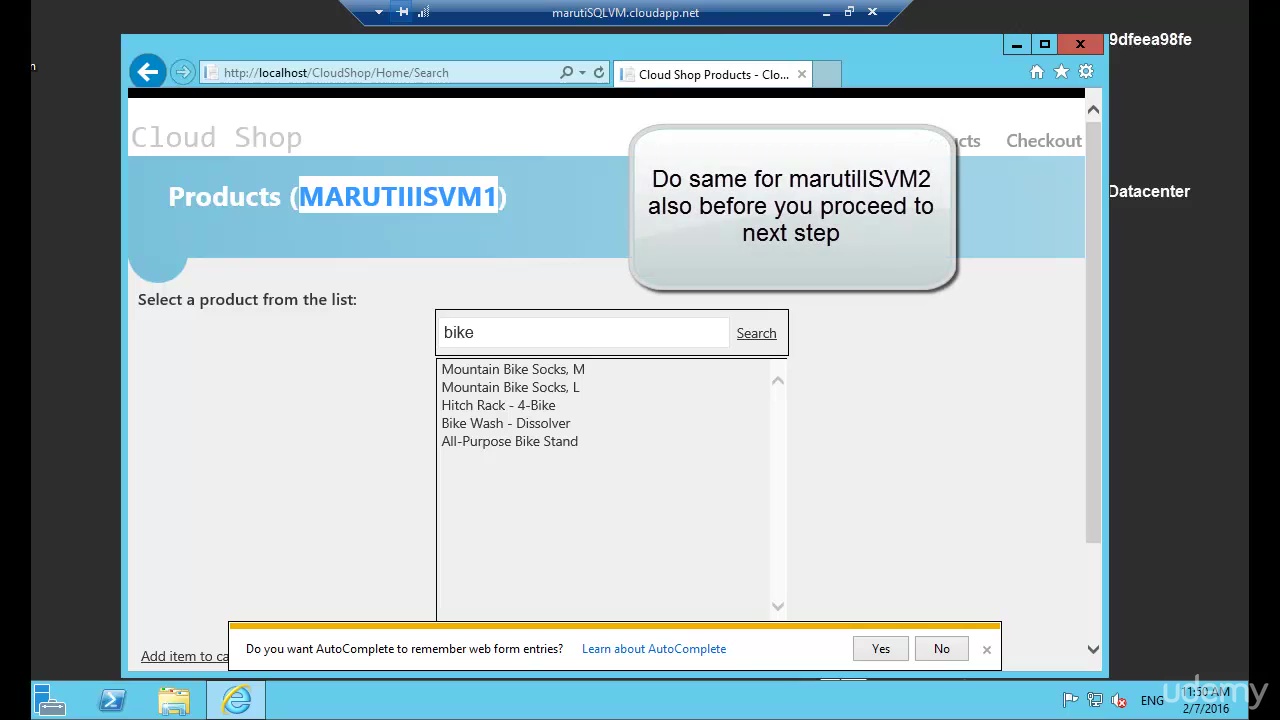 marutiSQLVM.cloudapp.net
9dfeea98fe
http://localhost/CloudShop/Home/Search
Cloud Shop Products - Clo...
Cloud Shop
cts
Checkout
Products (MARUTIIISVM1)
Do same for marutiIISVM2
also before you proceed to
next step
Datacenter
Select a product from the list:
bike
Search
Mountain Bike Socks, M
Mountain Bike Socks, L
Hitch Rack - 4-Bike
Bike Wash - Dissolver
All-Purpose Bike Stand
Add item to ca
Do you want AutoComplete to remember web form entries?
Learn about AutoComplete
Yes
No
ENG
11:50 AM
2/7/2016
udemy